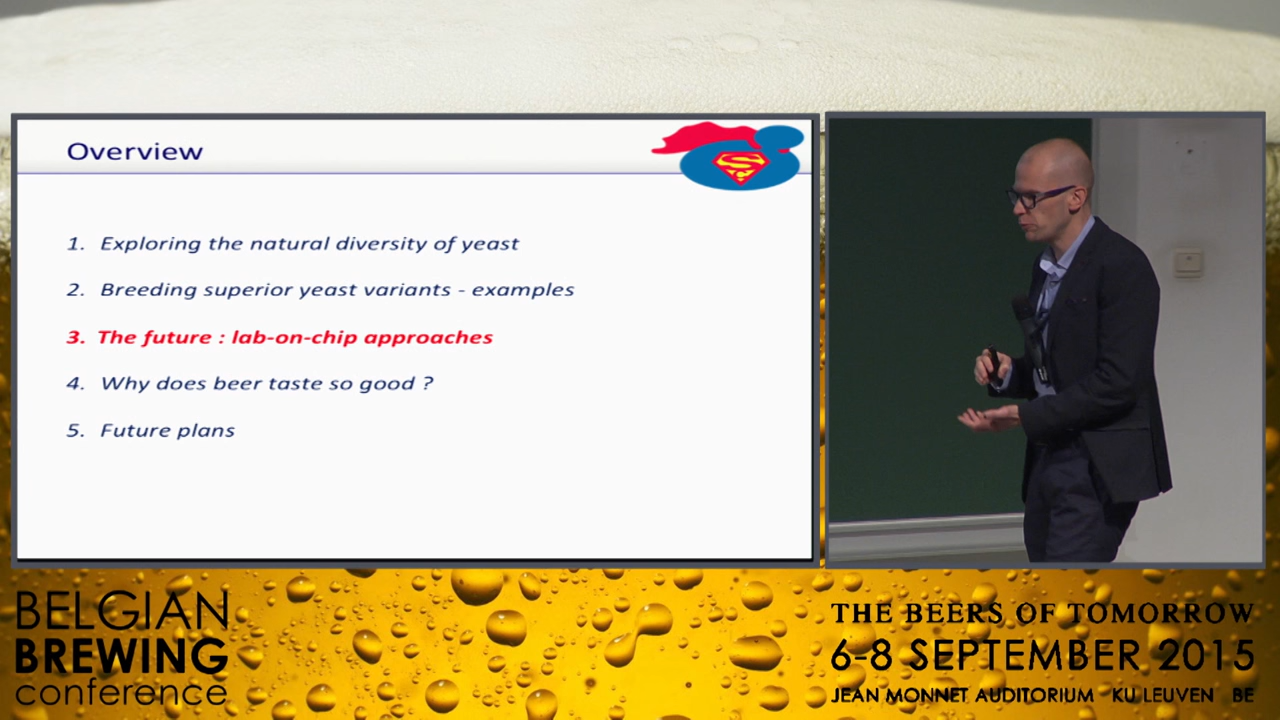 Overview
1. Exploring the natural diversity of yeast
2. Breeding superior yeast variants - examples
3. The future : lab-on-chip approaches
4. Why does beer taste so good ?
5. Future plans
S
BELGIAN
BREWING
conference
THE BEERS OF TOMORROW
6-8 SEPTEMBER 2015
JEAN MONNET AUDITORIUM KU LEUVEN BE